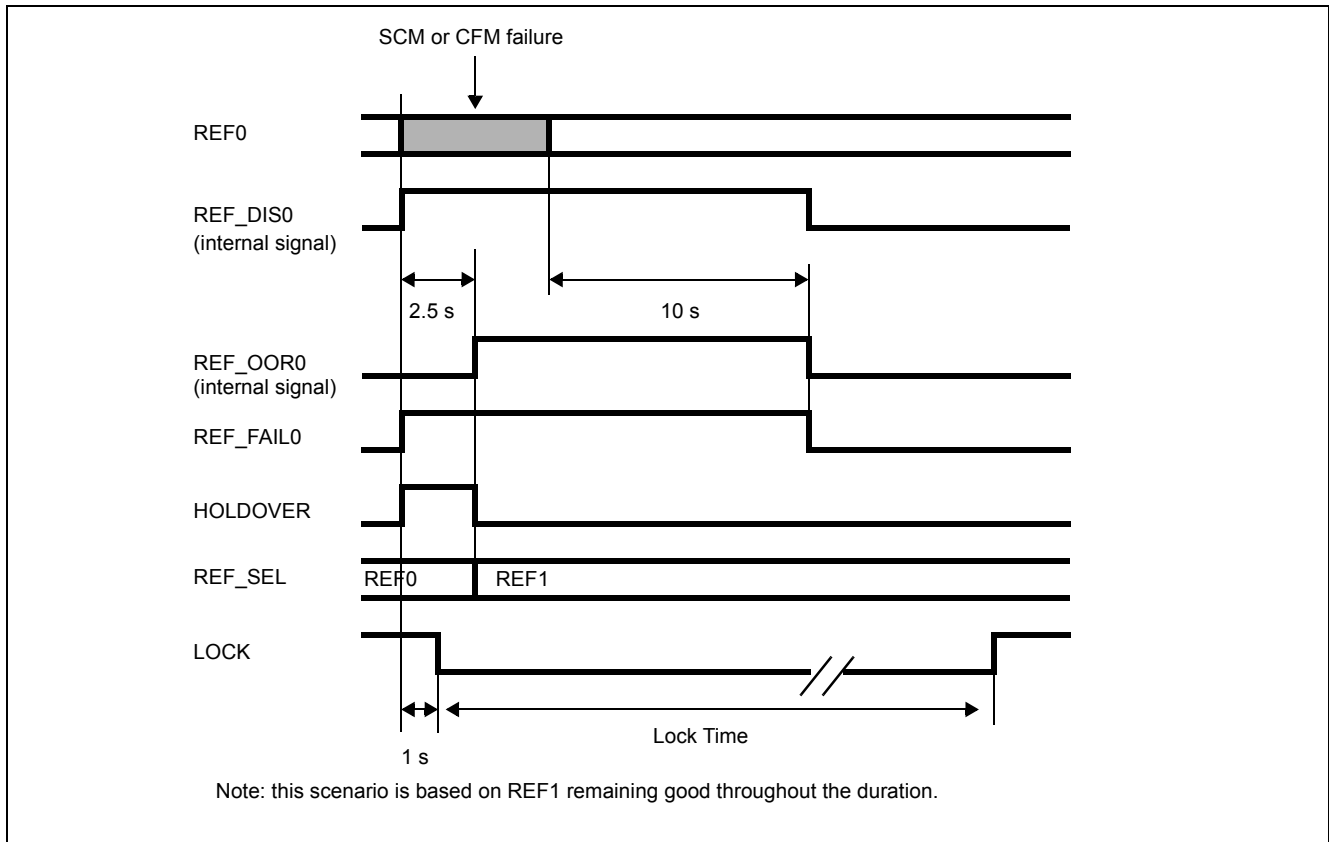 SCM or CFM failure
REF0
REF_DIS0
(internal signal)
2.5 s
10 s
REF_OOR0
(internal signal)
REF_FAIL0
HOLDOVER
REF_SEL
REF0
REF1
LOCK
Lock Time
1 s
Note: this scenario is based on REF1 remaining good throughout the duration.